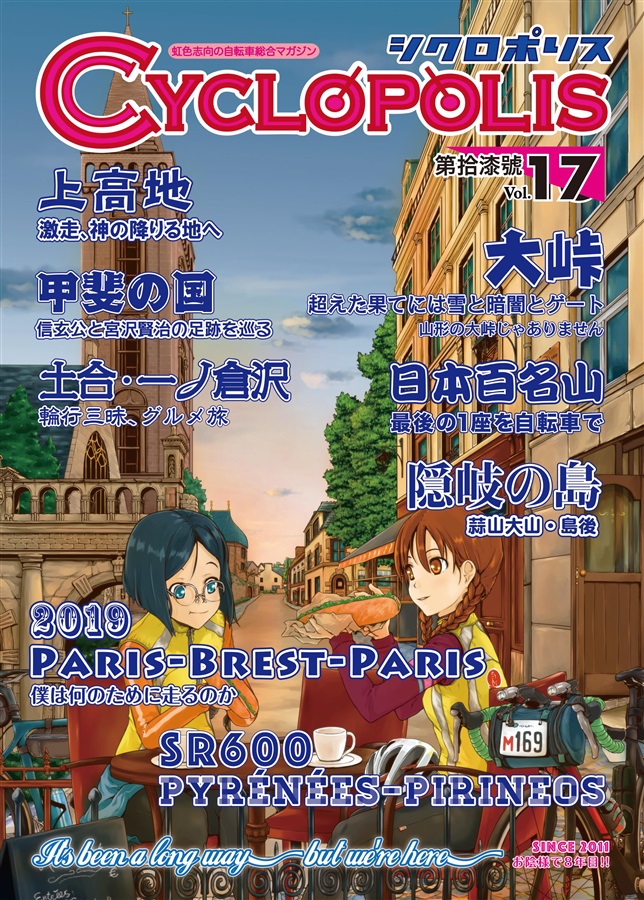 虹色志向の自転車総合マガジン
シクロポリス
CYCLOPOLIS
第拾漆號
Vol.17
上高地
激走、神の降りる地へ
甲斐の国
信玄公と宮沢賢治の足跡を巡る
土合・一ノ倉沢
輪行三昧、グルメ旅
大峠
超えた果てには雪と暗闇とゲート
山形の大峠じゃありません
日本百名山
最後の1座を自転車で
隠岐の島
蒜山大山・島後
2019
PARIS-BREST-PARIS
僕は何のために走るのか
SR600
PYRÉNÉES-PIRINEOS
M169
It's been a long way but we're here
SINCE 2011
お陰様で8年目!!